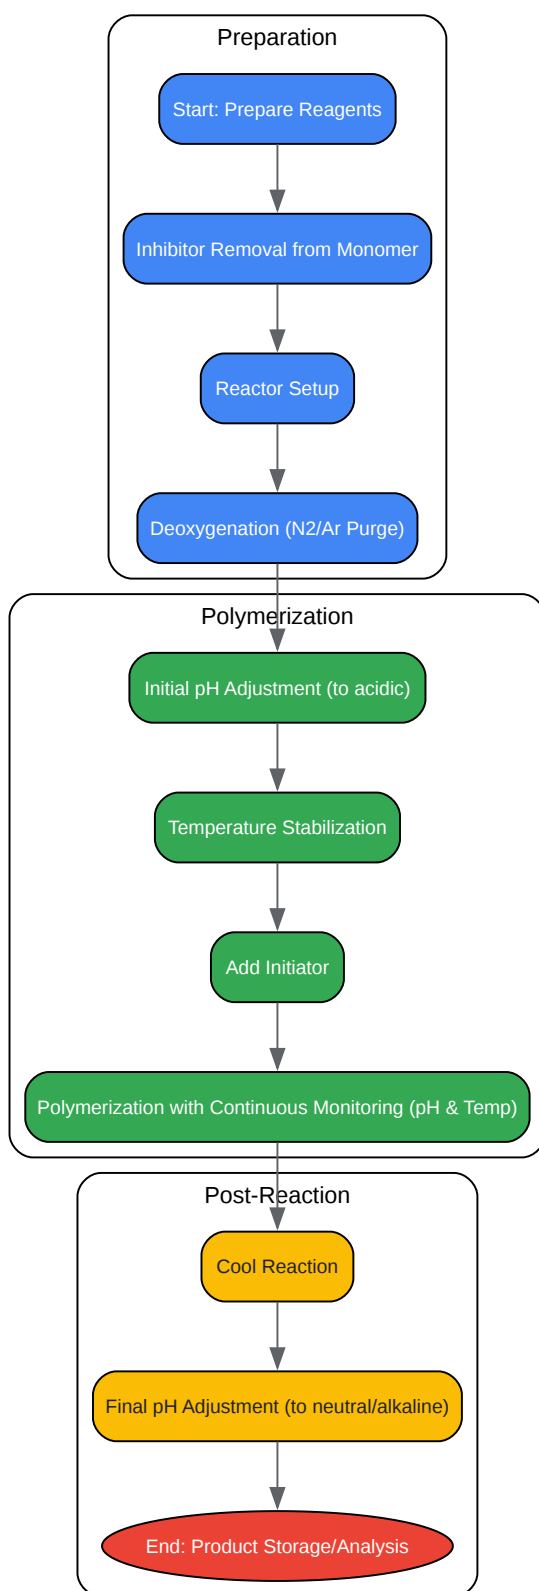 Preparation
Start: Prepare Reagents
Inhibitor Removal from Monomer
Reactor Setup
Deoxygenation (N2/Ar Purge)
Polymerization
Initial pH Adjustment (to acidic)
Temperature Stabilization
Add Initiator
Polymerization with Continuous Monitoring (pH & Temp)
Post-Reaction
Cool Reaction
Final pH Adjustment (to neutral/alkaline)
End: Product Storage/Analysis